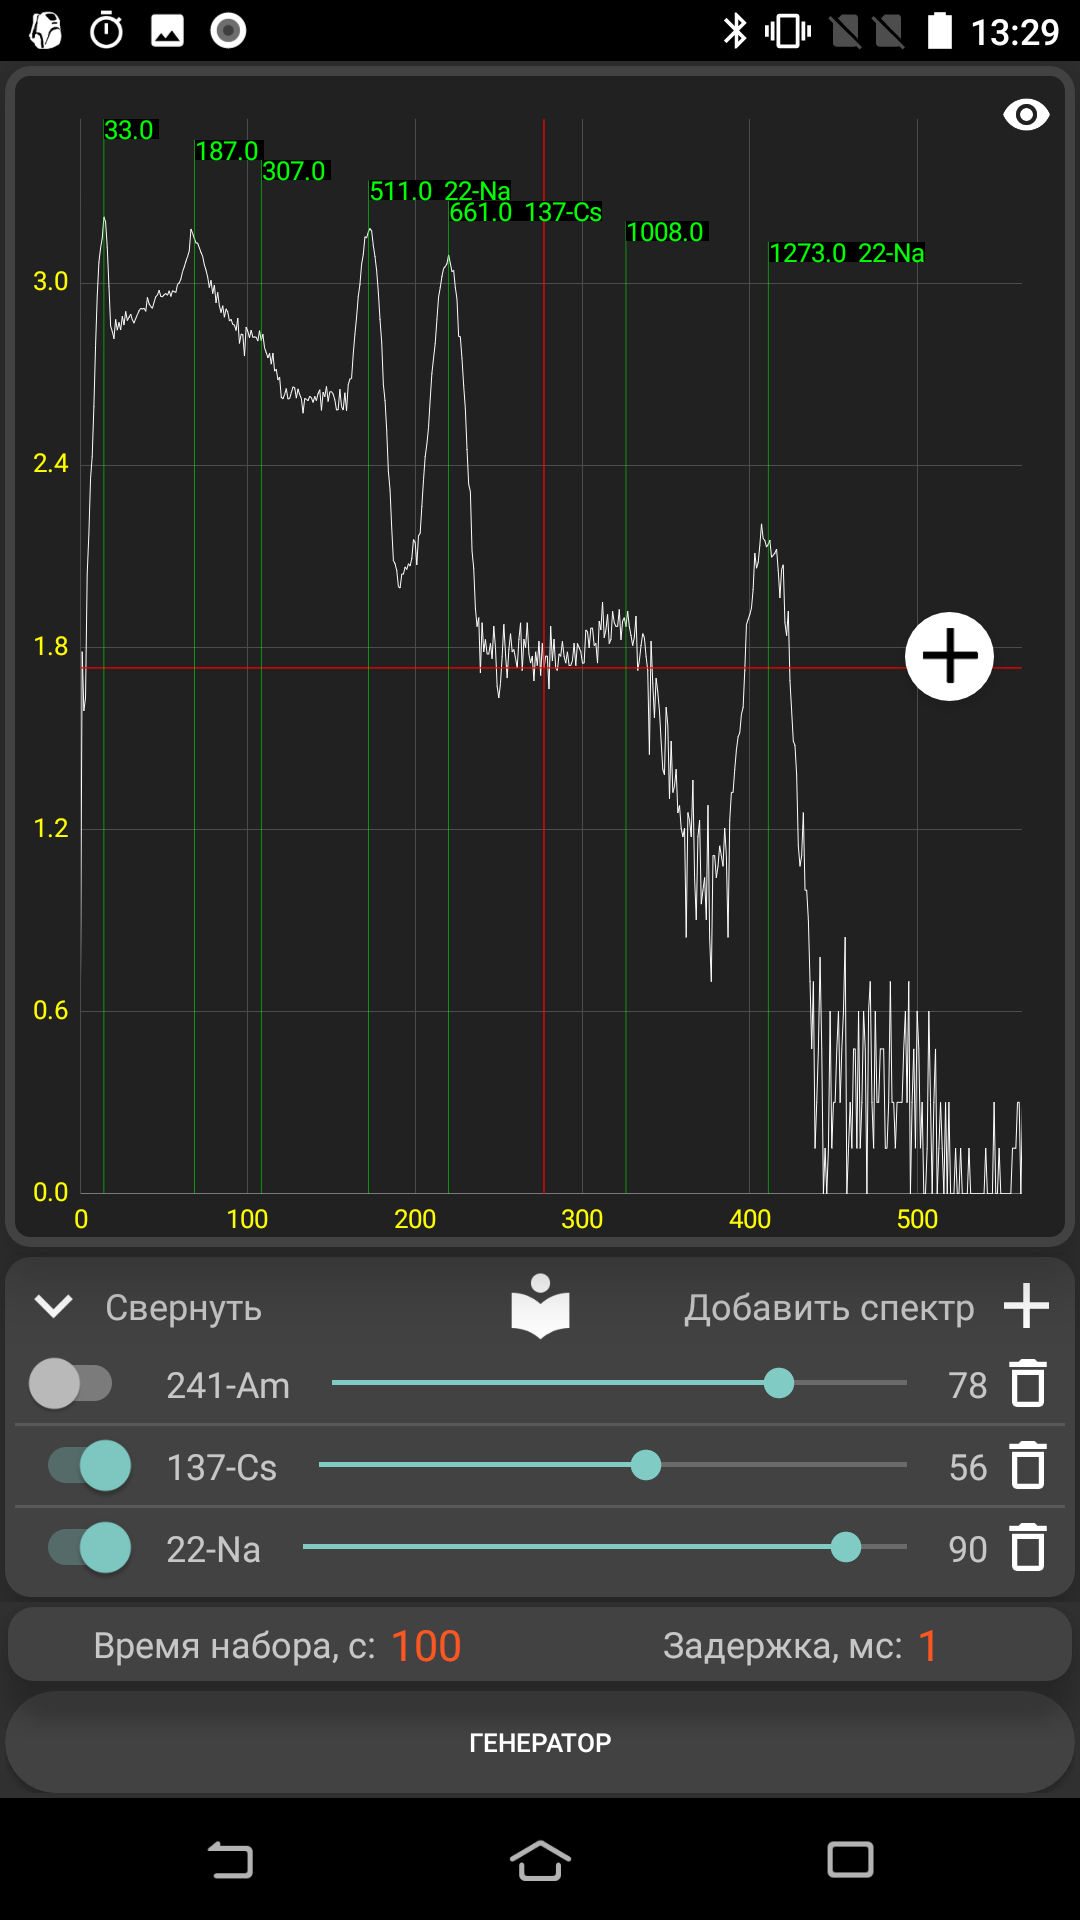 13:29
33.0
187.0
307.0
511.0 22-Na
661.0 137-Cs
1008.0
1273.0 22-Na
3.0
2.4
1.8
1.2
0.6
0.0
0 100 200 300 400 500
Свернуть Добавить спектр
241-Am 78
137-Cs 56
22-Na 90
Время набора, с: 100 Задержка, мс: 1
ГЕНЕРАТОР